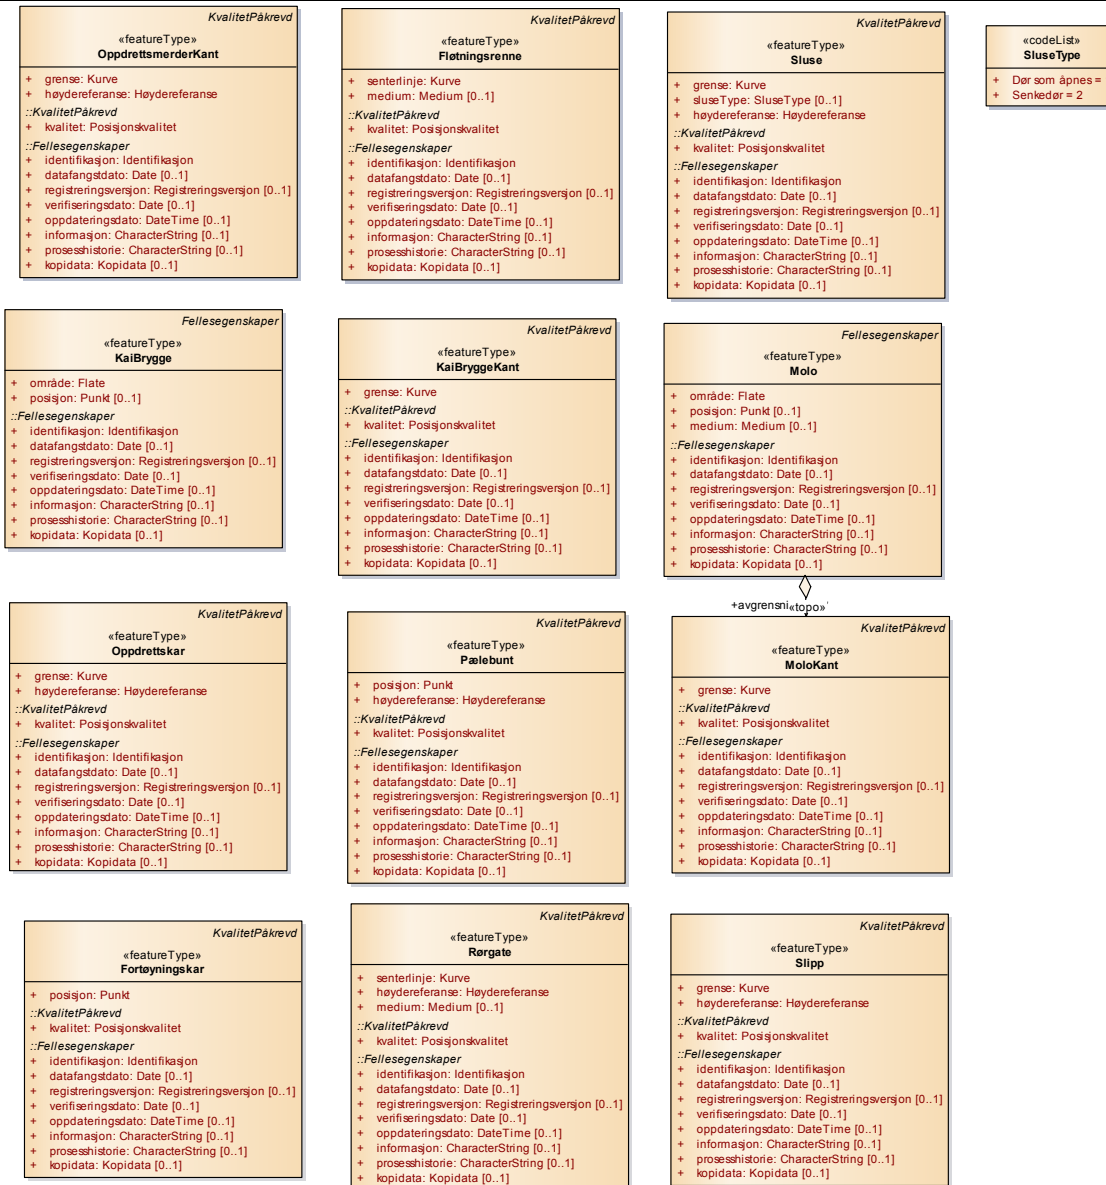 KvalitetPåkrevd
«featureType»
OppdrettsmerderKant
+ grense: Kurve
+ høydereferanse: Høydereferanse
::KvalitetPåkrevd
+ kvalitet: Posisjonskvalitet
::Fellesegenskaper
+ identifikasjon: Identifikasjon
+ datafangstdato: Date [0..1]
+ registreringsversjon: Registreringsversjon [0..1]
+ verifiseringsdato: Date [0..1]
+ oppdateringsdato: DateTime [0..1]
+ informasjon: CharacterString [0..1]
+ prosesshistorie: CharacterString [0..1]
+ kopidata: Kopidata [0..1]
KvalitetPåkrevd
«featureType»
Fløtningsrenne
+ senterlinje: Kurve
+ medium: Medium [0..1]
::KvalitetPåkrevd
+ kvalitet: Posisjonskvalitet
::Fellesegenskaper
+ identifikasjon: Identifikasjon
+ datafangstdato: Date [0..1]
+ registreringsversjon: Registreringsversjon [0..1]
+ verifiseringsdato: Date [0..1]
+ oppdateringsdato: DateTime [0..1]
+ informasjon: CharacterString [0..1]
+ prosesshistorie: CharacterString [0..1]
+ kopidata: Kopidata [0..1]
KvalitetPåkrevd
«featureType»
Sluse
+ grense: Kurve
+ sluseType: SluseType [0..1]
+ høydereferanse: Høydereferanse
::KvalitetPåkrevd
+ kvalitet: Posisjonskvalitet
::Fellesegenskaper
+ identifikasjon: Identifikasjon
+ datafangstdato: Date [0..1]
+ registreringsversjon: Registreringsversjon [0..1]
+ verifiseringsdato: Date [0..1]
+ oppdateringsdato: DateTime [0..1]
+ informasjon: CharacterString [0..1]
+ prosesshistorie: CharacterString [0..1]
+ kopidata: Kopidata [0..1]
«codeList»
SluseType
+ Dør som åpnes =
+ Senkedør = 2
Fellesegenskaper
«featureType»
KaiBrygge
+ område: Flate
+ posisjon: Punkt [0..1]
::Fellesegenskaper
+ identifikasjon: Identifikasjon
+ datafangstdato: Date [0..1]
+ registreringsversjon: Registreringsversjon [0..1]
+ verifiseringsdato: Date [0..1]
+ oppdateringsdato: DateTime [0..1]
+ informasjon: CharacterString [0..1]
+ prosesshistorie: CharacterString [0..1]
+ kopidata: Kopidata [0..1]
KvalitetPåkrevd
«featureType»
KaiBryggeKant
+ grense: Kurve
::KvalitetPåkrevd
+ kvalitet: Posisjonskvalitet
::Fellesegenskaper
+ identifikasjon: Identifikasjon
+ datafangstdato: Date [0..1]
+ registreringsversjon: Registreringsversjon [0..1]
+ verifiseringsdato: Date [0..1]
+ oppdateringsdato: DateTime [0..1]
+ informasjon: CharacterString [0..1]
+ prosesshistorie: CharacterString [0..1]
+ kopidata: Kopidata [0..1]
Fellesegenskaper
«featureType»
Molo
+ område: Flate
+ posisjon: Punkt [0..1]
+ medium: Medium [0..1]
::Fellesegenskaper
+ identifikasjon: Identifikasjon
+ datafangstdato: Date [0..1]
+ registreringsversjon: Registreringsversjon [0..1]
+ verifiseringsdato: Date [0..1]
+ oppdateringsdato: DateTime [0..1]
+ informasjon: CharacterString [0..1]
+ prosesshistorie: CharacterString [0..1]
+ kopidata: Kopidata [0..1]
+avgrensni «topo»
KvalitetPåkrevd
«featureType»
Oppdrettskar
+ grense: Kurve
+ høydereferanse: Høydereferanse
::KvalitetPåkrevd
+ kvalitet: Posisjonskvalitet
::Fellesegenskaper
+ identifikasjon: Identifikasjon
+ datafangstdato: Date [0..1]
+ registreringsversjon: Registreringsversjon [0..1]
+ verifiseringsdato: Date [0..1]
+ oppdateringsdato: DateTime [0..1]
+ informasjon: CharacterString [0..1]
+ prosesshistorie: CharacterString [0..1]
+ kopidata: Kopidata [0..1]
KvalitetPåkrevd
«featureType»
Pælebunt
+ posisjon: Punkt
+ høydereferanse: Høydereferanse
::KvalitetPåkrevd
+ kvalitet: Posisjonskvalitet
::Fellesegenskaper
+ identifikasjon: Identifikasjon
+ datafangstdato: Date [0..1]
+ registreringsversjon: Registreringsversjon [0..1]
+ verifiseringsdato: Date [0..1]
+ oppdateringsdato: DateTime [0..1]
+ informasjon: CharacterString [0..1]
+ prosesshistorie: CharacterString [0..1]
+ kopidata: Kopidata [0..1]
KvalitetPåkrevd
«featureType»
MoloKant
+ grense: Kurve
::KvalitetPåkrevd
+ kvalitet: Posisjonskvalitet
::Fellesegenskaper
+ identifikasjon: Identifikasjon
+ datafangstdato: Date [0..1]
+ registreringsversjon: Registreringsversjon [0..1]
+ verifiseringsdato: Date [0..1]
+ oppdateringsdato: DateTime [0..1]
+ informasjon: CharacterString [0..1]
+ prosesshistorie: CharacterString [0..1]
+ kopidata: Kopidata [0..1]
KvalitetPåkrevd
«featureType»
Fortøyningskar
+ posisjon: Punkt
::KvalitetPåkrevd
+ kvalitet: Posisjonskvalitet
::Fellesegenskaper
+ identifikasjon: Identifikasjon
+ datafangstdato: Date [0..1]
+ registreringsversjon: Registreringsversjon [0..1]
+ verifiseringsdato: Date [0..1]
+ oppdateringsdato: DateTime [0..1]
+ informasjon: CharacterString [0..1]
+ prosesshistorie: CharacterString [0..1]
+ kopidata: Kopidata [0..1]
KvalitetPåkrevd
«featureType»
Rørgate
+ senterlinje: Kurve
+ høydereferanse: Høydereferanse
+ medium: Medium [0..1]
::KvalitetPåkrevd
+ kvalitet: Posisjonskvalitet
::Fellesegenskaper
+ identifikasjon: Identifikasjon
+ datafangstdato: Date [0..1]
+ registreringsversjon: Registreringsversjon [0..1]
+ verifiseringsdato: Date [0..1]
+ oppdateringsdato: DateTime [0..1]
+ informasjon: CharacterString [0..1]
+ prosesshistorie: CharacterString [0..1]
+ kopidata: Kopidata [0..1]
KvalitetPåkrevd
«featureType»
Slipp
+ grense: Kurve
+ høydereferanse: Høydereferanse
::KvalitetPåkrevd
+ kvalitet: Posisjonskvalitet
::Fellesegenskaper
+ identifikasjon: Identifikasjon
+ datafangstdato: Date [0..1]
+ registreringsversjon: Registreringsversjon [0..1]
+ verifiseringsdato: Date [0..1]
+ oppdateringsdato: DateTime [0..1]
+ informasjon: CharacterString [0..1]
+ prosesshistorie: CharacterString [0..1]
+ kopidata: Kopidata [0..1]